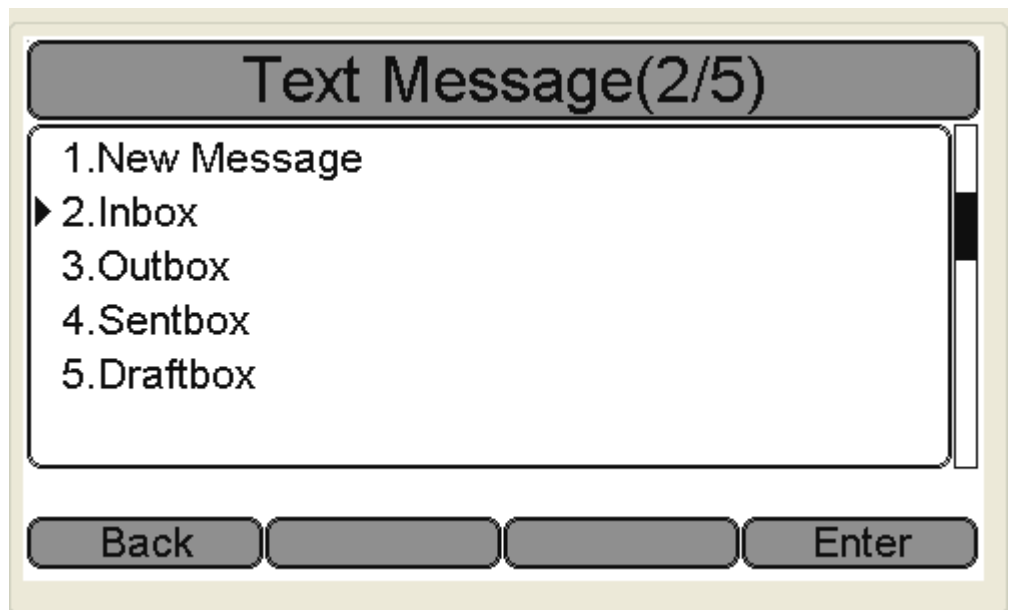 Text Message(2/5)
1.New Message
2.Inbox
3.Outbox
4.Sentbox
5.Draftbox
Back Enter